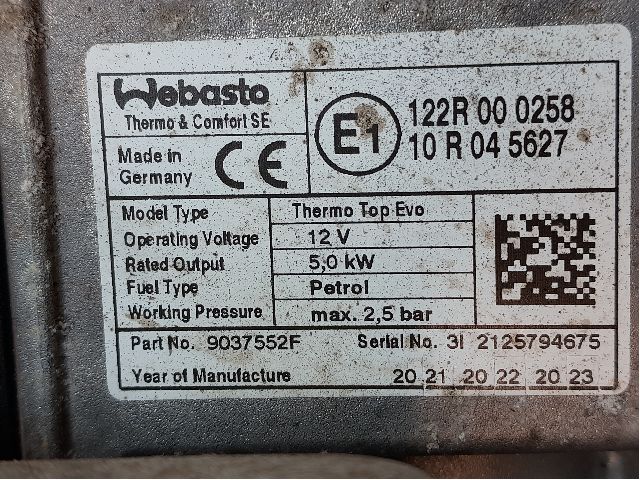 Webasto
Thermo & Comfort SE
Made in
Germany
CE
E1
122R 00 0258
10 R 04 5627
Model Type Thermo Top Evo
Operating Voltage 12 V
Rated Output 5,0 kW
Fuel Type Petrol
Working Pressure max. 2,5 bar
Part No. 9037552F Serial No. 3I 2125794675
Year of Manufacture 20 21 20 22 20 23